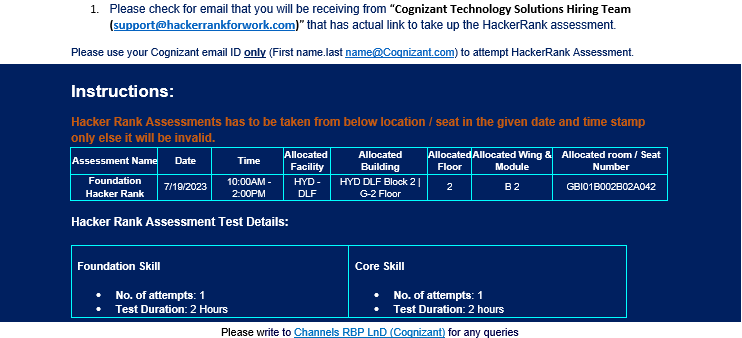 1. Please check for email that you will be receiving from “Cognizant Technology Solutions Hiring Team
(support@hackerrankforwork.com)” that has actual link to take up the HackerRank assessment.
Please use your Cognizant email ID only (First name.last name@Cognizant.com) to attempt HackerRank Assessment.
Instructions:
Hacker Rank Assessments has to be taken from below location / seat in the given date and time stamp
only else it will be invalid.
Assessment Name Date Time Allocated Facility Allocated Building Allocated Floor Allocated Wing & Module Allocated room / Seat Number
Foundation Hacker Rank 7/19/2023 10:00AM - 2:00PM HYD - DLF HYD DLF Block 2 | G-2 Floor 2 B 2 GBI01B002B02A042
Hacker Rank Assessment Test Details:
Foundation Skill
• No. of attempts: 1
• Test Duration: 2 Hours
Core Skill
• No. of attempts: 1
• Test Duration: 2 hours
Please write to Channels RBP LnD (Cognizant) for any queries